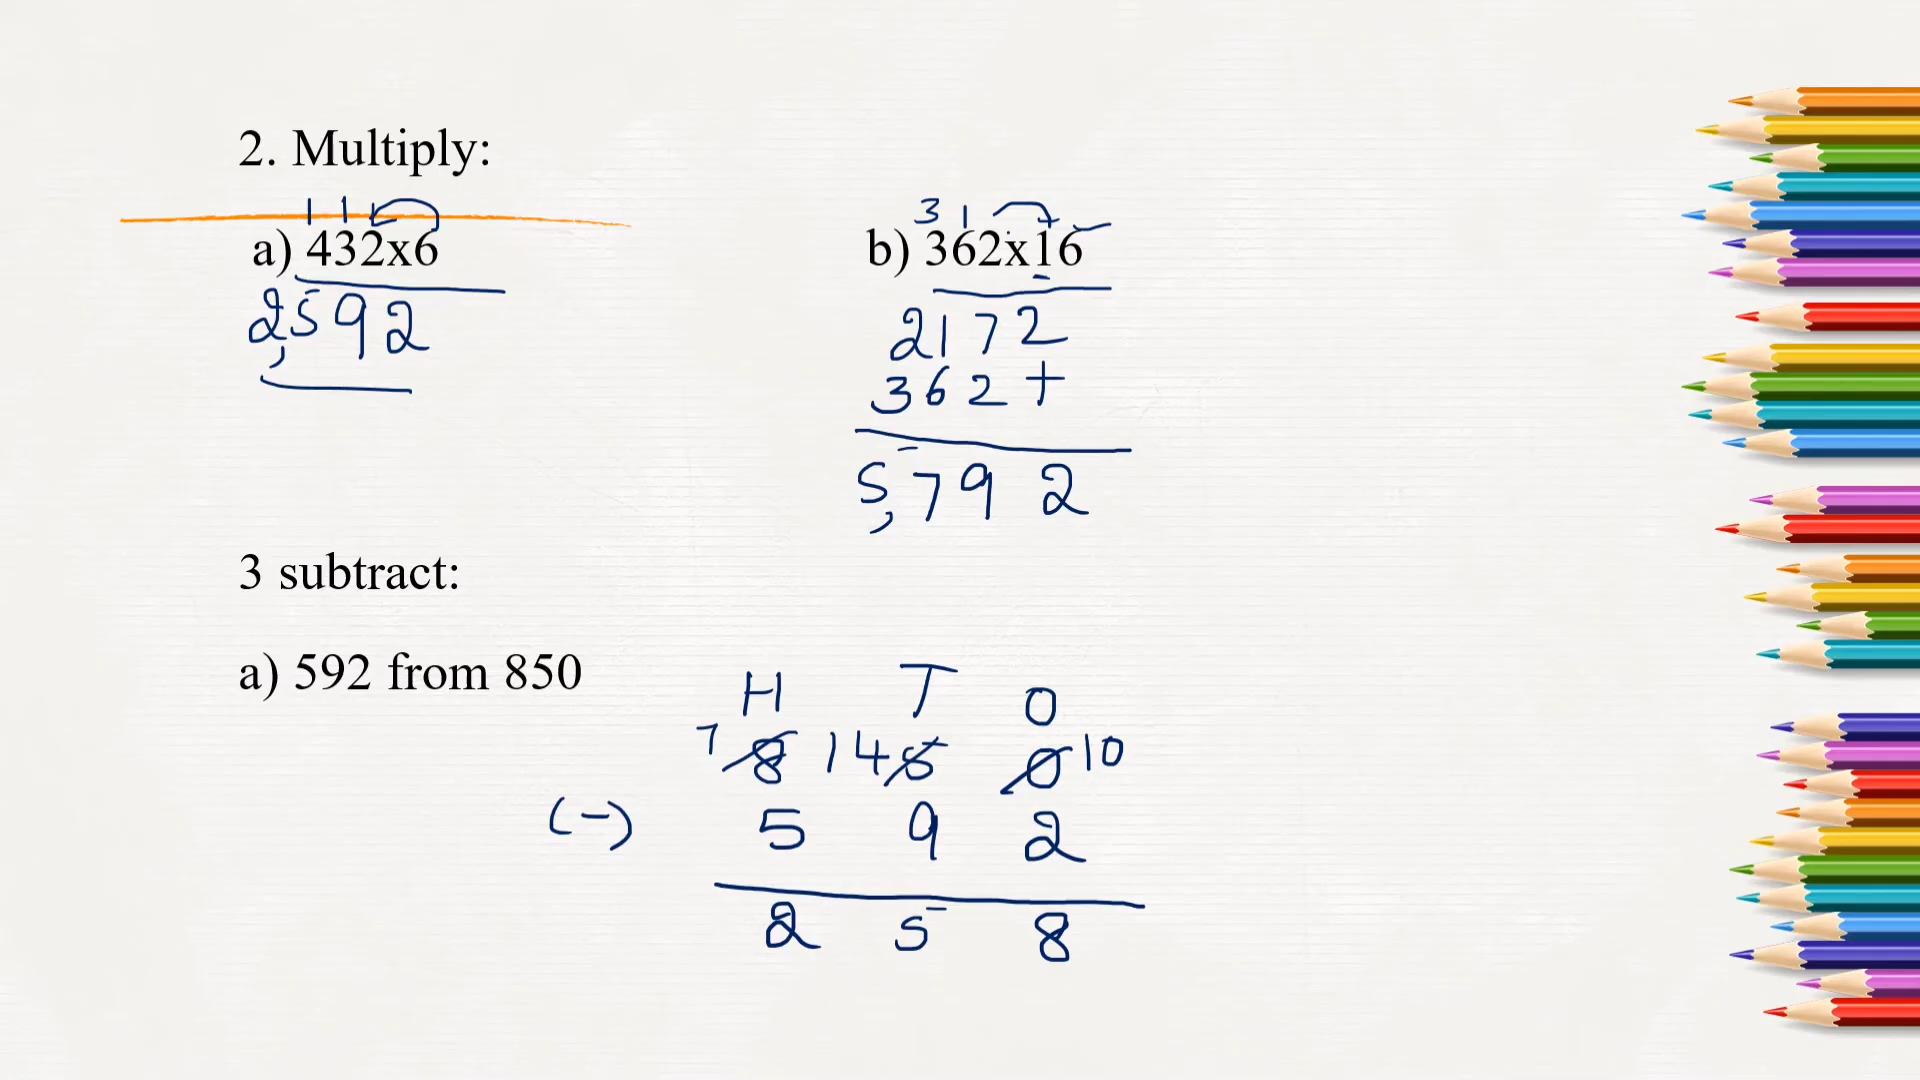 2. Multiply:
1 1
a) 432x6
2,592
3 1
b) 362x16
2172
362+
5,792
3 subtract:
a) 592 from 850
H T O
7 8 14 5 0 10
(-) 5 9 2
2 5 8